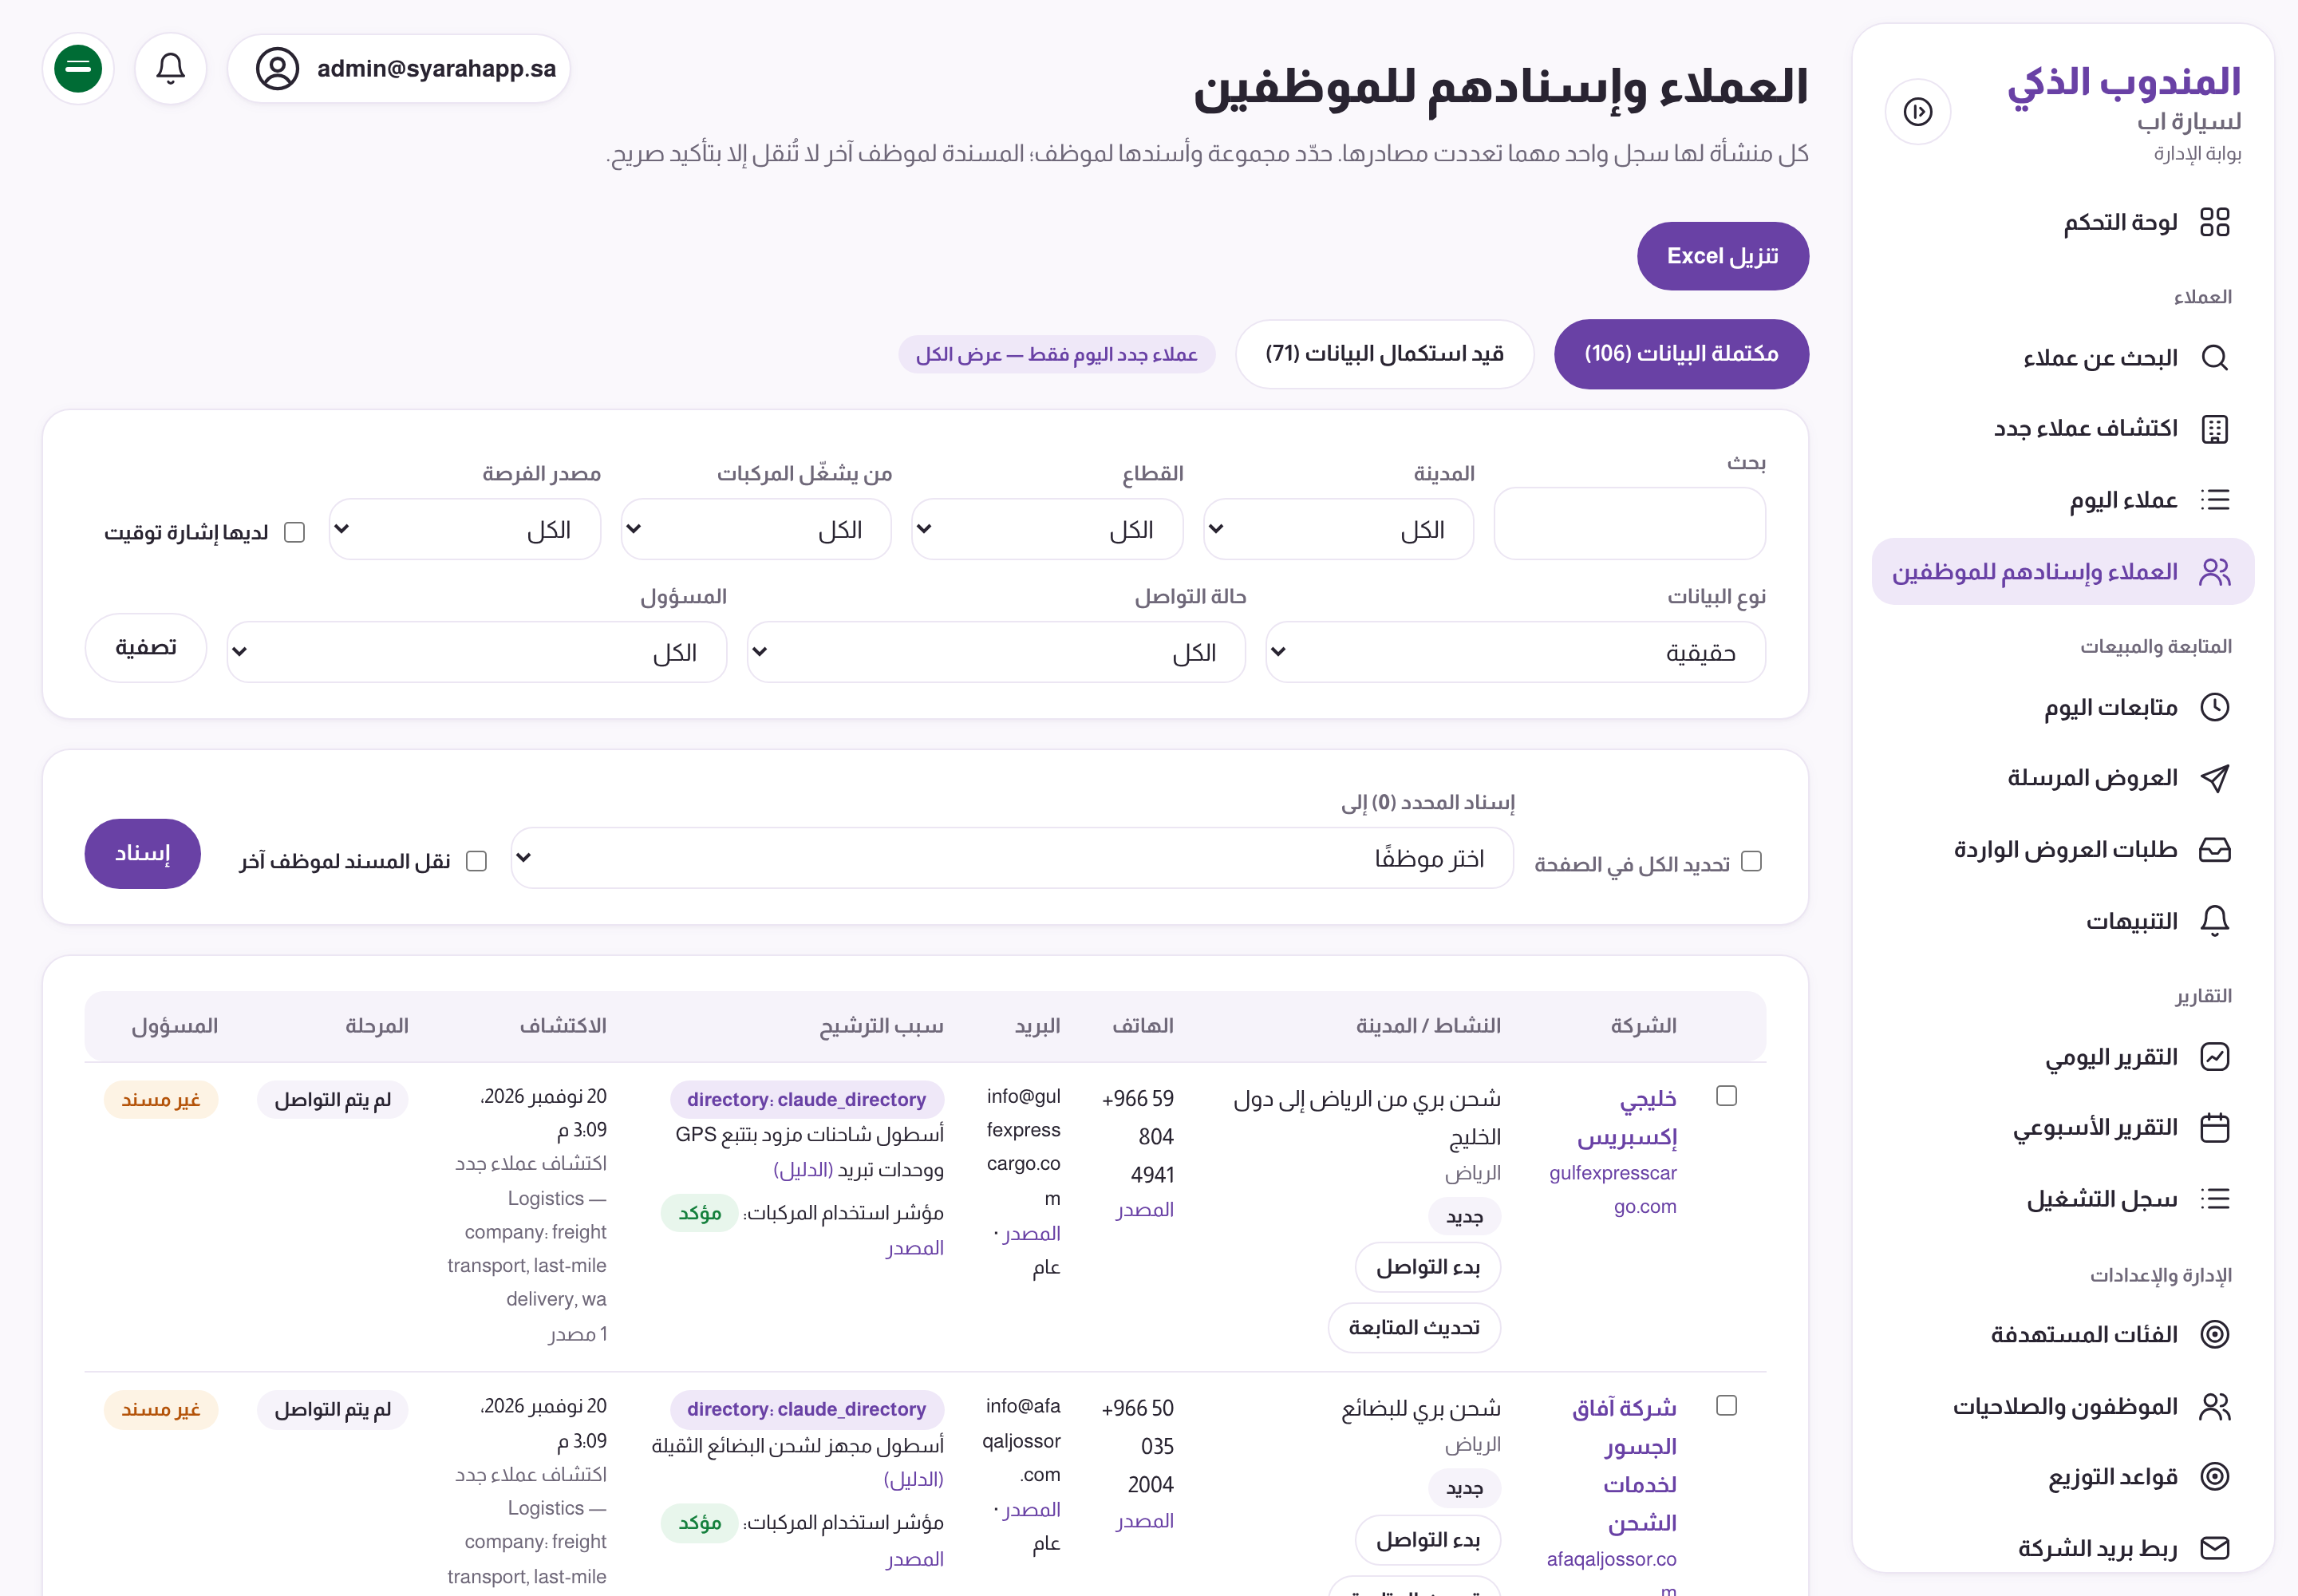 المندوب الذكي
لسيارة اب
بوابة الإدارة
لوحة التحكم
العملاء
البحث عن عملاء
اكتشاف عملاء جدد
عملاء اليوم
العملاء وإسنادهم للموظفين
المتابعة والمبيعات
متابعات اليوم
العروض المرسلة
طلبات العروض الواردة
التنبيهات
التقارير
التقرير اليومي
التقرير الأسبوعي
سجل التشغيل
الإدارة والإعدادات
الفئات المستهدفة
الموظفون والصلاحيات
قواعد التوزيع
ربط بريد الشركة
admin@syarahapp.sa
العملاء وإسنادهم للموظفين
كل منشأة لها سجل واحد مهما تعددت مصادرها. حدّد مجموعة وأسندها لموظف؛ المسندة لموظف آخر لا تُنقل إلا بتأكيد صريح.
تنزيل Excel
مكتملة البيانات (106)
قيد استكمال البيانات (71)
عملاء جدد اليوم فقط — عرض الكل
بحث
المدينة
القطاع
من يشغّل المركبات
مصدر الفرصة
الكل
الكل
الكل
الكل
لديها إشارة توقيت
نوع البيانات
حالة التواصل
المسؤول
حقيقية
الكل
الكل
تصفية
إسناد المحدد (0) إلى
تحديد الكل في الصفحة
اختر موظفًا
نقل المسند لموظف آخر
إسناد
الشركة
النشاط / المدينة
الهاتف
البريد
سبب الترشيح
الاكتشاف
المرحلة
المسؤول
خليجي
إكسبريس
gulfexpresscar
go.com
شحن بري من الرياض إلى دول
الخليج
الرياض
جديد
بدء التواصل
تحديث المتابعة
+966 59
804
4941
المصدر
info@gul
fexpress
cargo.co
m
المصدر ·
عام
directory: claude_directory
أسطول شاحنات مزود بتتبع GPS
ووحدات تبريد (الدليل)
مؤشر استخدام المركبات: مؤكد
المصدر
20 نوفمبر 2026،
3:09 م
اكتشاف عملاء جدد
— Logistics
company: freight
transport, last-mile
delivery, wa
1 مصدر
لم يتم التواصل
غير مسند
شركة آفاق
الجسور
لخدمات
الشحن
afaqaljossor.co
m
شحن بري للبضائع
الرياض
جديد
بدء التواصل
+966 50
035
2004
المصدر
info@afa
qaljossor
.com
المصدر ·
عام
directory: claude_directory
أسطول مجهز لشحن البضائع الثقيلة
(الدليل)
مؤشر استخدام المركبات: مؤكد
المصدر
20 نوفمبر 2026،
3:09 م
اكتشاف عملاء جدد
— Logistics
company: freight
transport, last-mile
لم يتم التواصل
غير مسند